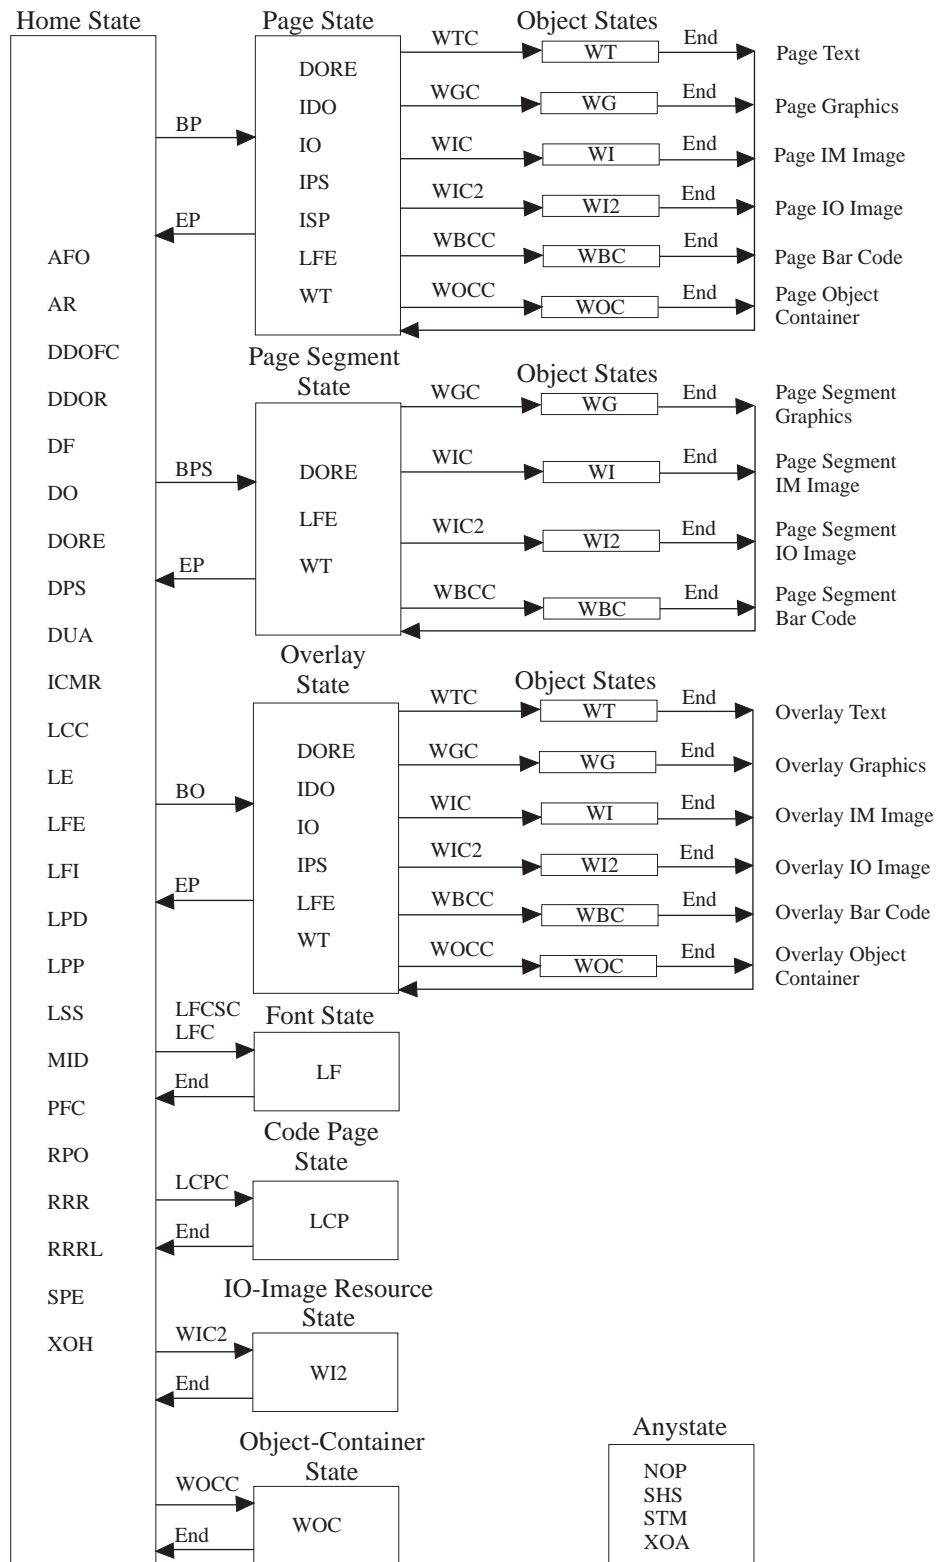 Home State
Page State
Object States
AFO
AR
DDOFC
DDOR
DF
DO
DORE
DPS
DUA
ICMR
LCC
LE
LFE
LFI
LPD
LPP
LSS
MID
PFC
RPO
RRR
RRRL
SPE
XOH
BP
EP
DORE
IDO
IO
IPS
ISP
LFE
WT
WTC
WT
End
Page Text
WGC
WG
End
Page Graphics
WIC
WI
End
Page IM Image
WIC2
WI2
End
Page IO Image
WBCC
WBC
End
Page Bar Code
WOCC
WOC
End
Page Object
Container
Page Segment
State
Object States
BPS
EP
DORE
LFE
WT
WGC
WG
End
Page Segment
Graphics
WIC
WI
End
Page Segment
IM Image
WIC2
WI2
End
Page Segment
IO Image
WBCC
WBC
End
Page Segment
Bar Code
Overlay
State
Object States
BO
EP
DORE
IDO
IO
IPS
LFE
WT
WTC
WT
End
Overlay Text
WGC
WG
End
Overlay Graphics
WIC
WI
End
Overlay IM Image
WIC2
WI2
End
Overlay IO Image
WBCC
WBC
End
Overlay Bar Code
WOCC
WOC
End
Overlay Object
Container
Font State
LFCSC
LFC
End
LF
Code Page
State
LCPC
End
LCP
IO-Image Resource
State
WIC2
End
WI2
Object-Container
State
WOCC
End
WOC
Anystate
NOP
SHS
STM
XOA